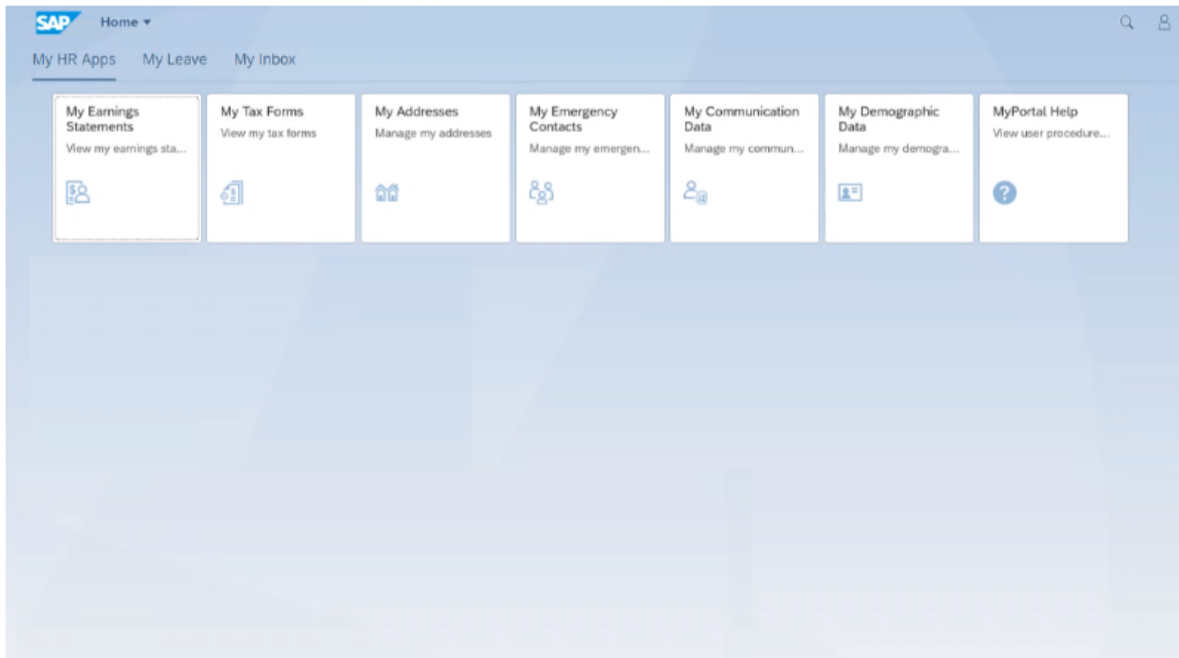 SAP Home
My HR Apps My Leave My Inbox
My Earnings
Statements
View my earnings sta...
My Tax Forms
View my tax forms
My Addresses
Manage my addresses
My Emergency
Contacts
Manage my emergen...
My Communication
Data
Manage my commun...
My Demographic
Data
Manage my demogra...
MyPortal Help
View user procedure...